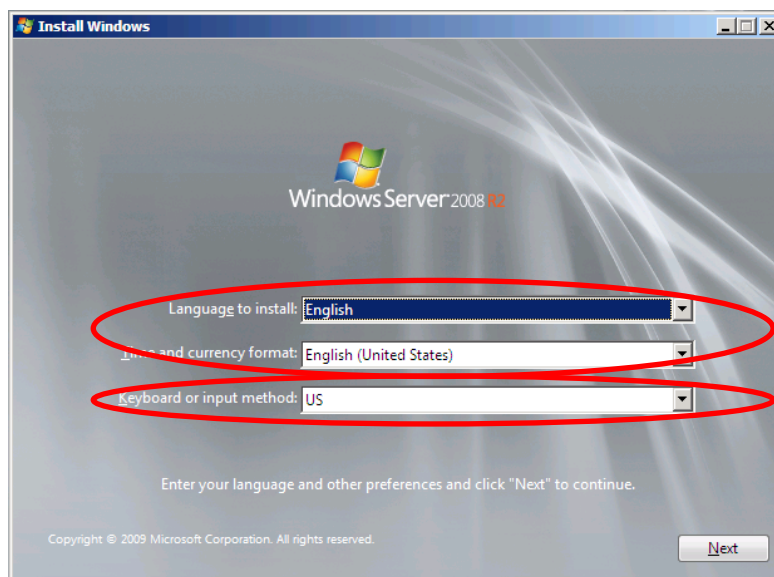 Install Windows
Windows Server 2008 R2
Language to install: English
Time and currency format: English (United States)
Keyboard or input method: US
Enter your language and other preferences and click "Next" to continue.
Copyright © 2009 Microsoft Corporation. All rights reserved.
Next